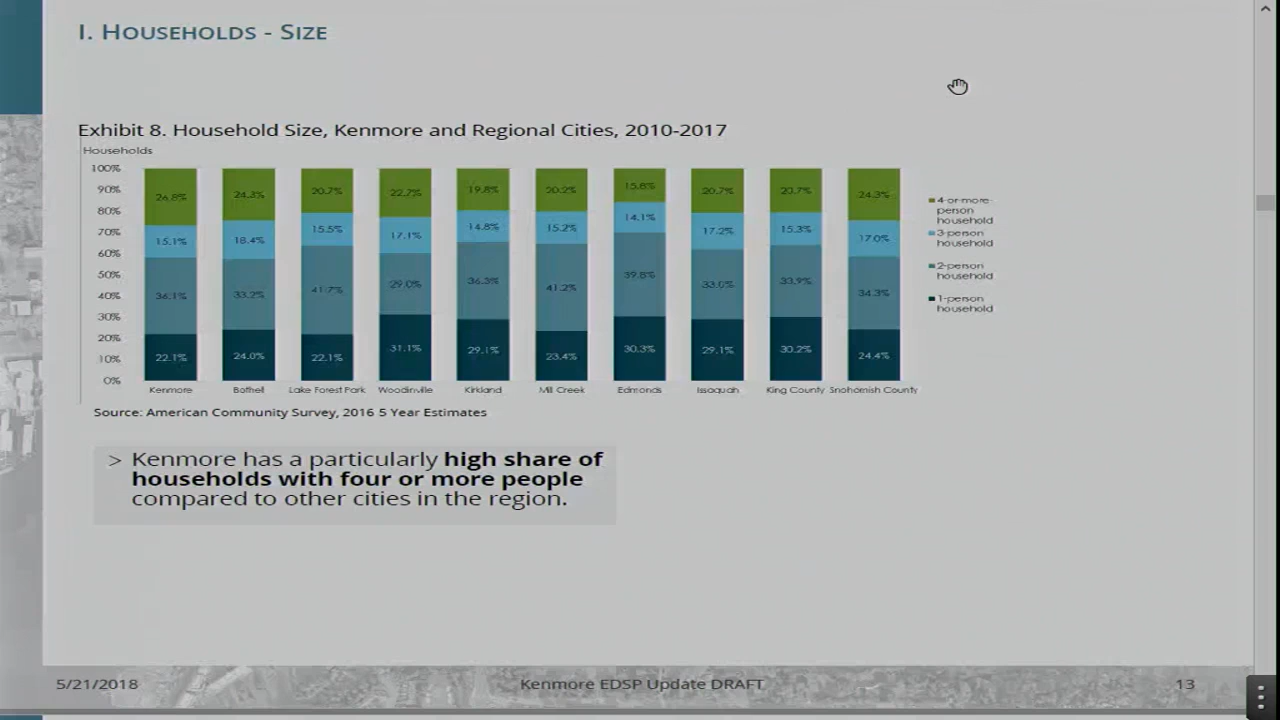 I. HOUSEHOLDS - SIZE
Exhibit 8. Household Size, Kenmore and Regional Cities, 2010-2017
Households
100%
90%
80%
70%
60%
50%
40%
30%
20%
10%
0%
26.8% 24.3% 20.7% 22.7% 19.8% 20.2% 15.8% 20.7% 20.7% 24.3%
15.1% 18.4% 15.5% 17.1% 14.8% 15.2% 14.1% 17.2% 15.3% 17.0%
36.1% 33.2% 41.7% 29.0% 36.3% 41.2% 39.8% 33.0% 33.9% 34.3%
22.1% 24.0% 22.1% 31.1% 29.1% 23.4% 30.3% 29.1% 30.2% 24.4%
Kenmore Bothell Lake Forest Park Woodinville Kirkland Mill Creek Edmonds Issaquah King County Snohomish County
4-or-more-
person
household
3-person
household
2-person
household
1-person
household
Source: American Community Survey, 2016 5 Year Estimates
> Kenmore has a particularly high share of
households with four or more people
compared to other cities in the region.
5/21/2018 Kenmore EDSP Update DRAFT 13